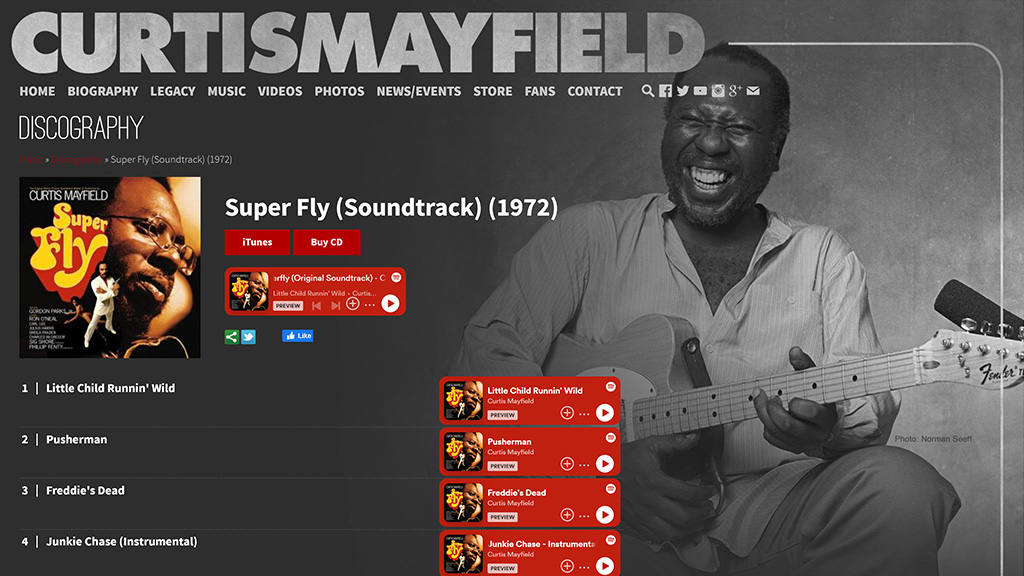 CURTISMAYFIELD
HOME BIOGRAPHY LEGACY MUSIC VIDEOS PHOTOS NEWS/EVENTS STORE FANS CONTACT
DISCOGRAPHY
» Discography » Super Fly (Soundtrack) (1972)
CURTIS MAYFIELD
Super
Fly
GORDON PARKS
RON O'NEAL
CARL LEE
JULIUS HARRIS
SHEILA FRAZIER
CHARLES McGREGOR
SIG SHORE
PHILLIP FENTY
Super Fly (Soundtrack) (1972)
iTunes Buy CD
erfly (Original Soundtrack) · C
Little Child Runnin' Wild · Curtis...
PREVIEW
Like
1 | Little Child Runnin' Wild
Little Child Runnin' Wild
Curtis Mayfield
PREVIEW
2 | Pusherman
Pusherman
Curtis Mayfield
PREVIEW
Photo: Norman Seeff
3 | Freddie's Dead
Freddie's Dead
Curtis Mayfield
PREVIEW
4 | Junkie Chase (Instrumental)
Junkie Chase - Instrumenta
Curtis Mayfield
PREVIEW
Fender